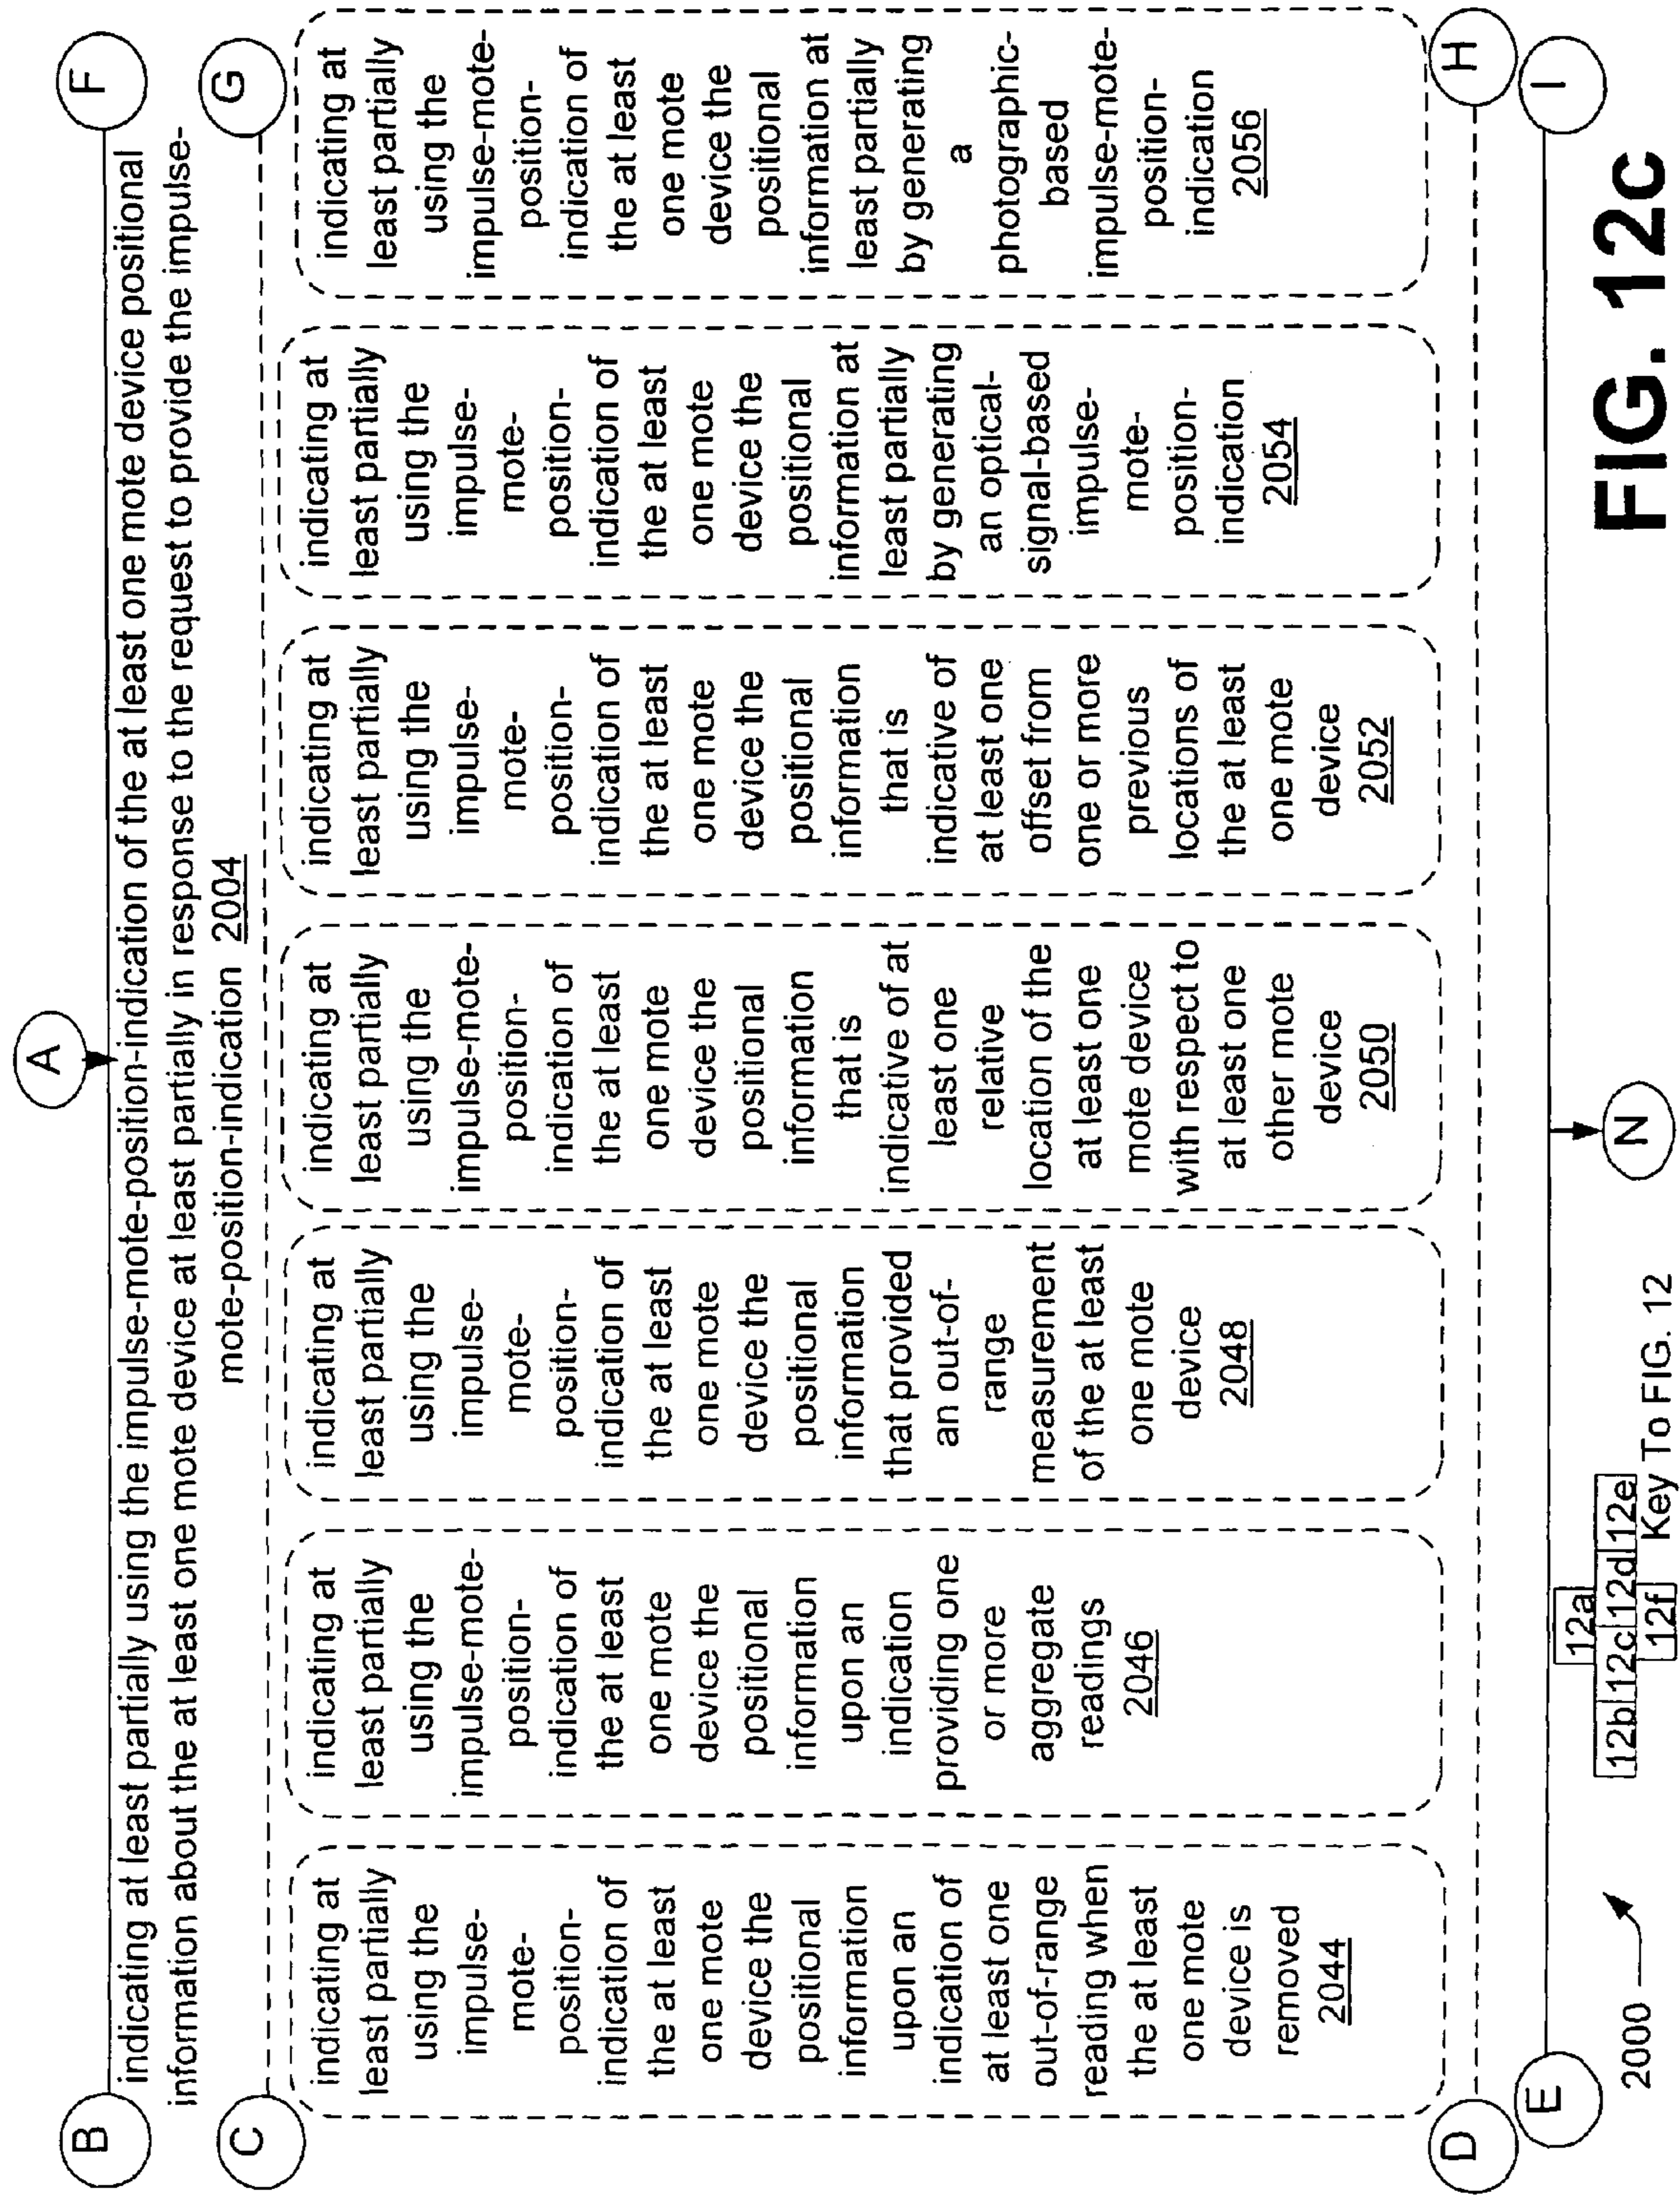 A
B
F
indicating at least partially using the impulse-mote-position-indication of the at least one mote device positional
information about the at least one mote device at least partially in response to the request to provide the impulse-
mote-position-indication 2004
C
G
indicating at
least partially
using the
impulse-
mote-
position-
indication of
the at least
one mote
device the
positional
information
upon an
indication of
at least one
out-of-range
reading when
the at least
one mote
device is
removed
2044
indicating at
least partially
using the
impulse-mote-
position-
indication of
the at least
one mote
device the
positional
information
upon an
indication
providing one
or more
aggregate
readings
2046
indicating at
least partially
using the
impulse-
mote-
position-
indication of
the at least
one mote
device the
positional
information
that provided
an out-of-
range
measurement
of the at least
one mote
device
2048
indicating at
least partially
using the
impulse-mote-
position-
indication of
the at least
one mote
device the
positional
information
that is
indicative of at
least one
relative
location of the
at least one
mote device
with respect to
at least one
other mote
device
2050
indicating at
least partially
using the
impulse-
mote-
position-
indication of
the at least
one mote
device the
positional
information
that is
indicative of
at least one
offset from
one or more
previous
locations of
the at least
one mote
device
2052
indicating at
least partially
using the
impulse-
mote-
position-
indication of
the at least
one mote
device the
positional
information at
least partially
by generating
an optical-
signal-based
impulse-
mote-
position-
indication
2054
indicating at
least partially
using the
impulse-mote-
position-
indication of
the at least
one mote
device the
positional
information at
least partially
by generating
a
photographic-
based
impulse-mote-
position-
indication
2056
D
H
E
I
N
2000
12a
12b 12c 12d 12e
12f
Key To FIG. 12
FIG. 12c